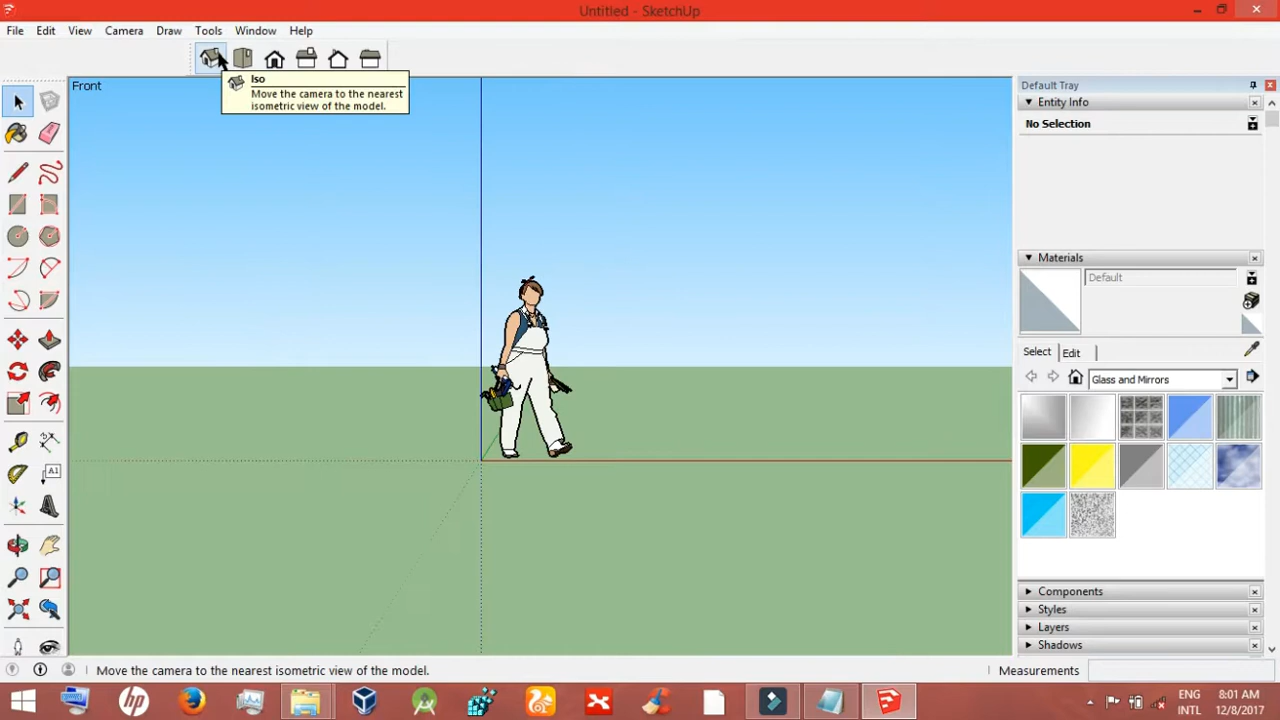 Untitled - SketchUp
File Edit View Camera Draw Tools Window Help
Front
Iso
Move the camera to the nearest
isometric view of the model.
A1
Default Tray
Entity Info
No Selection
Materials
Default
Select Edit
Glass and Mirrors
Components
Styles
Layers
Shadows
Move the camera to the nearest isometric view of the model.
Measurements
ENG
INTL
8:01 AM
12/8/2017